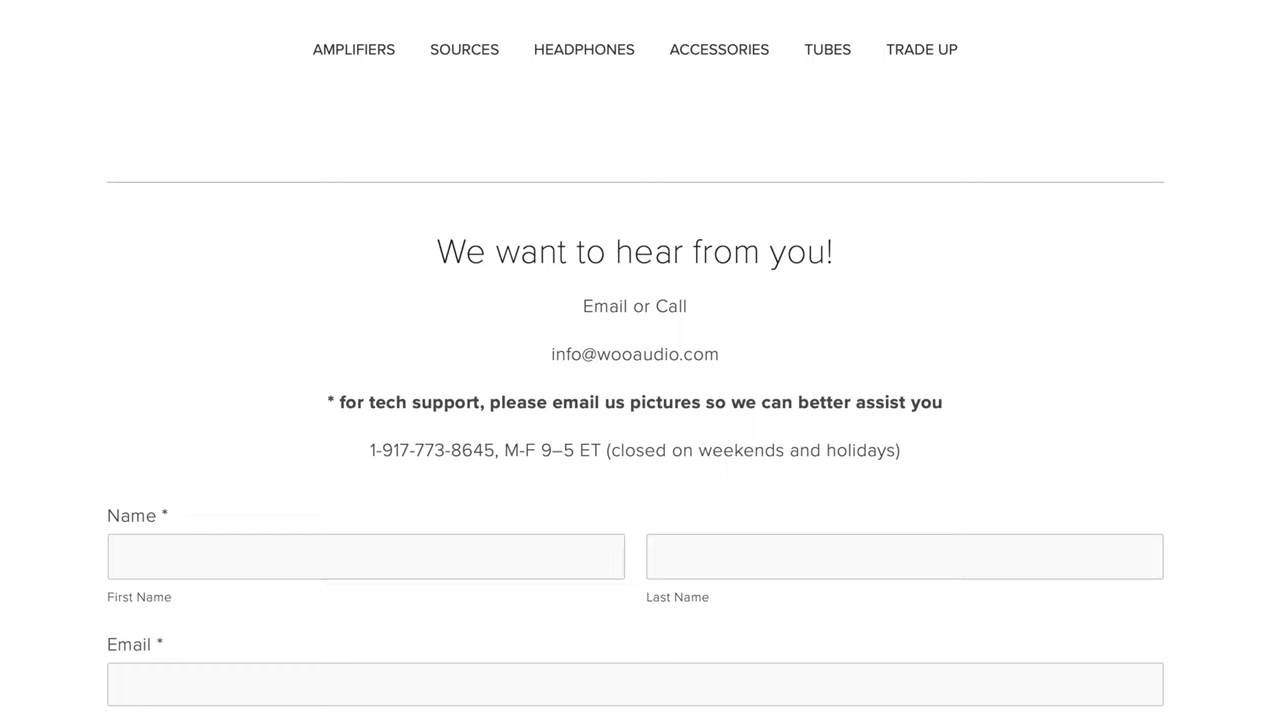 AMPLIFIERS SOURCES HEADPHONES ACCESSORIES TUBES TRADE UP
We want to hear from you!
Email or Call
info@wooaudio.com
* for tech support, please email us pictures so we can better assist you
1-917-773-8645, M-F 9–5 ET (closed on weekends and holidays)
Name *
First Name Last Name
Email *